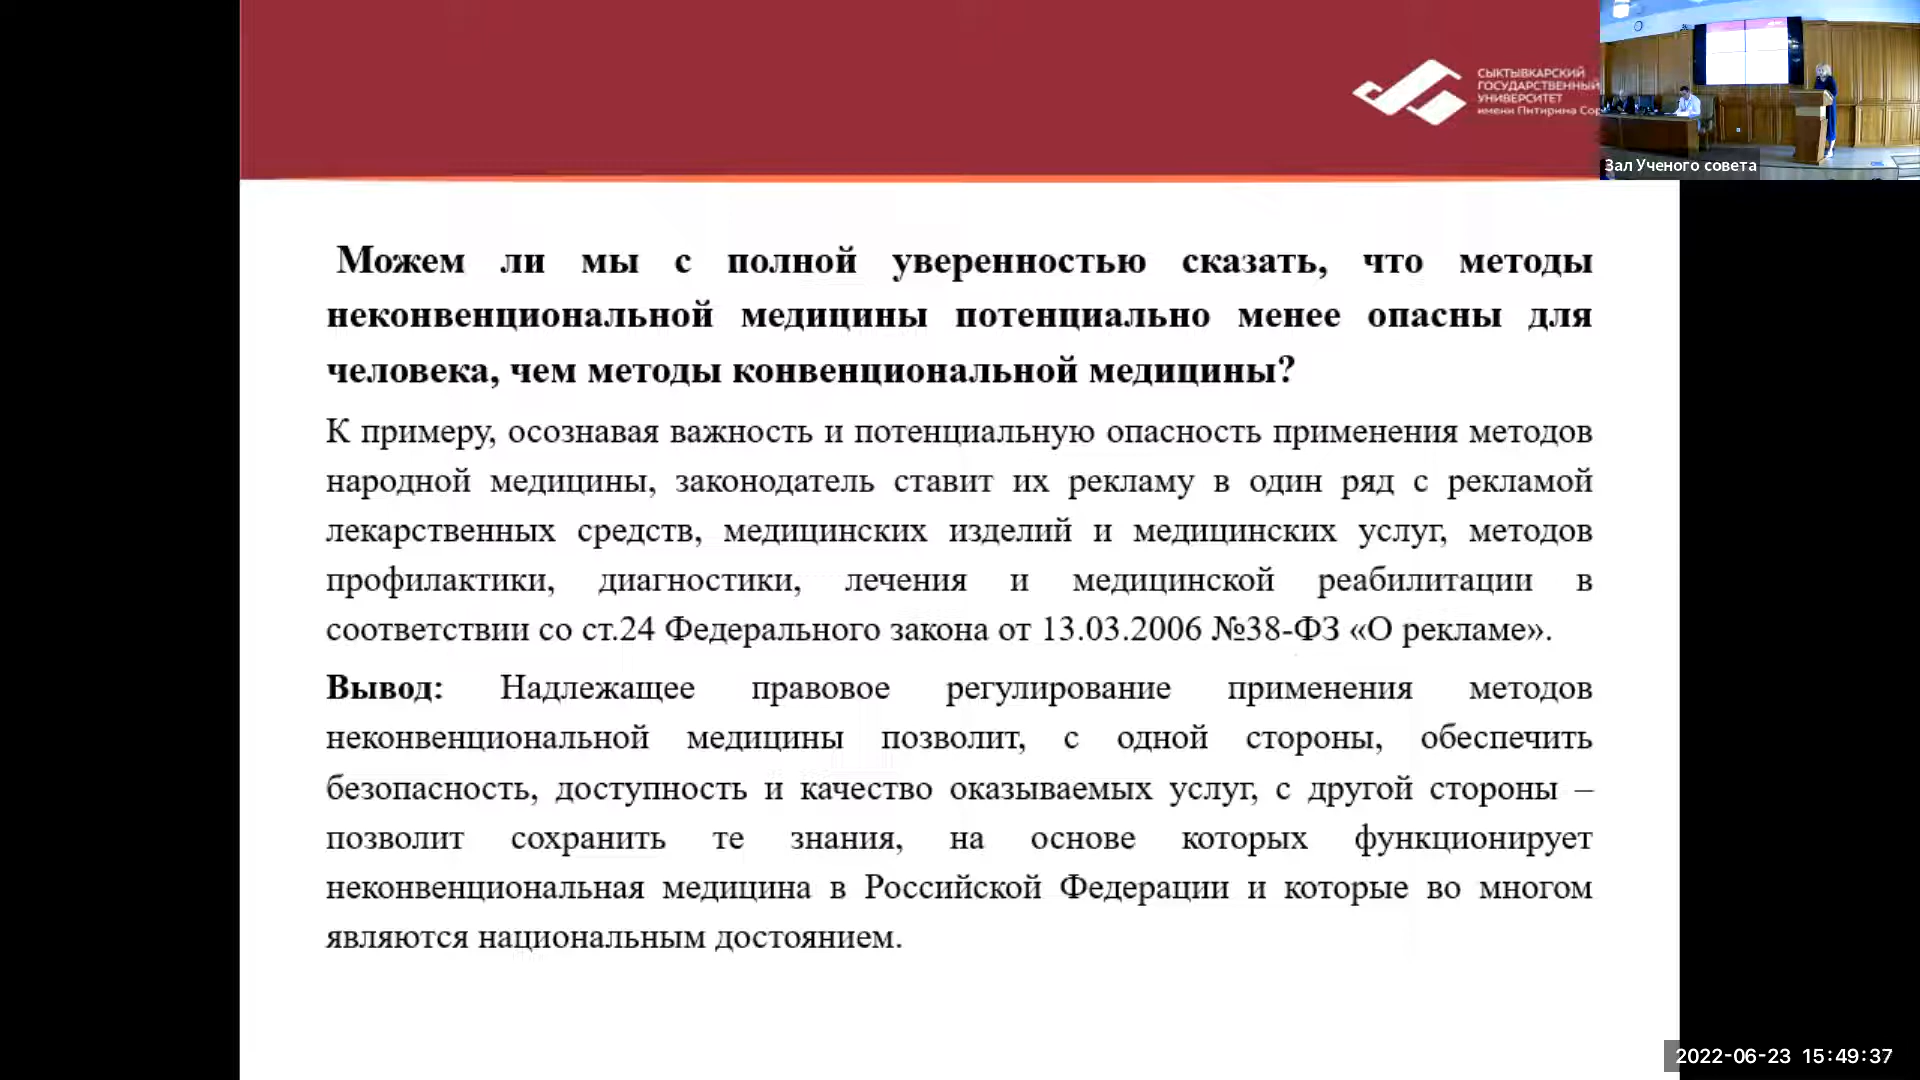 СЫКТЫВКАРСКИЙ
ГОСУДАРСТВЕННЫЙ
УНИВЕРСИТЕТ
имени Питирима
Зал Ученого совета
Можем ли мы с полной уверенностью сказать, что методы
неконвенциональной медицины потенциально менее опасны для
человека, чем методы конвенциональной медицины?
К примеру, осознавая важность и потенциальную опасность применения методов
народной медицины, законодатель ставит их рекламу в один ряд с рекламой
лекарственных средств, медицинских изделий и медицинских услуг, методов
профилактики, диагностики, лечения и медицинской реабилитации в
соответствии со ст.24 Федерального закона от 13.03.2006 №38-ФЗ «О рекламе».
Вывод: Надлежащее правовое регулирование применения методов
неконвенциональной медицины позволит, с одной стороны, обеспечить
безопасность, доступность и качество оказываемых услуг, с другой стороны –
позволит сохранить те знания, на основе которых функционирует
неконвенциональная медицина в Российской Федерации и которые во многом
являются национальным достоянием.
2022-06-23 15:49:37